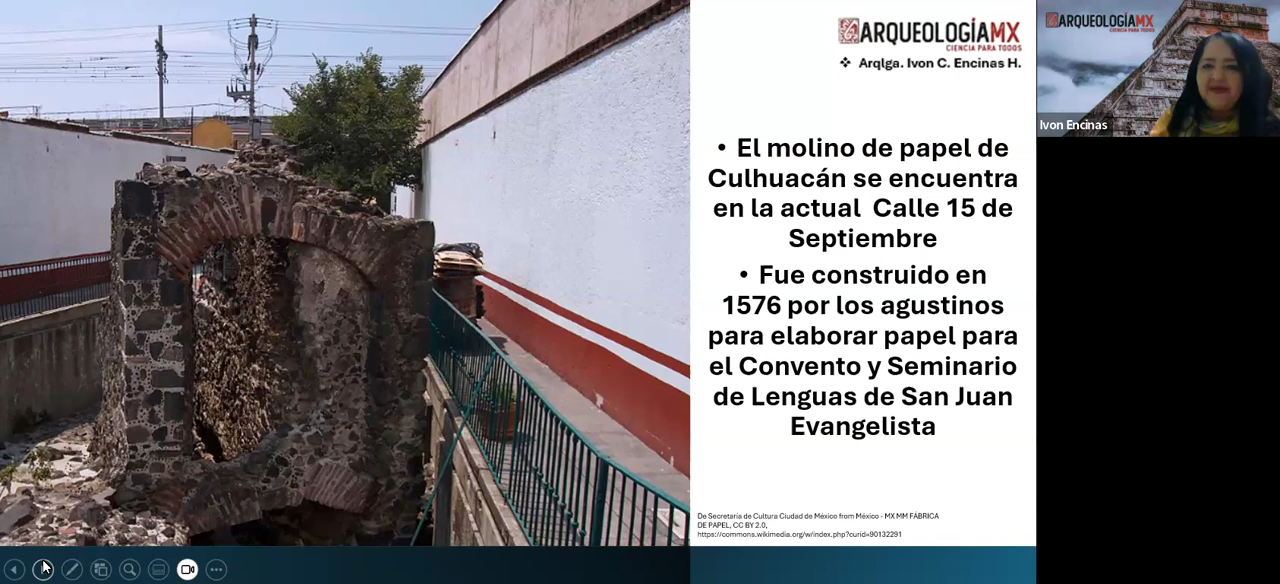 ARQUEOLOGÍAMX
CIENCIA PARA TODOS
❖ Arqlga. Ivon C. Encinas H.
• El molino de papel de
Culhuacán se encuentra
en la actual Calle 15 de
Septiembre
• Fue construido en
1576 por los agustinos
para elaborar papel para
el Convento y Seminario
de Lenguas de San Juan
Evangelista
De Secretaría de Cultura Ciudad de México from México - MX MM FÁBRICA
DE PAPEL, CC BY 2.0,
https://commons.wikimedia.org/w/index.php?curid=90132291
ARQUEOLOGÍAMX
CIENCIA PARA TODOS
Ivon Encinas